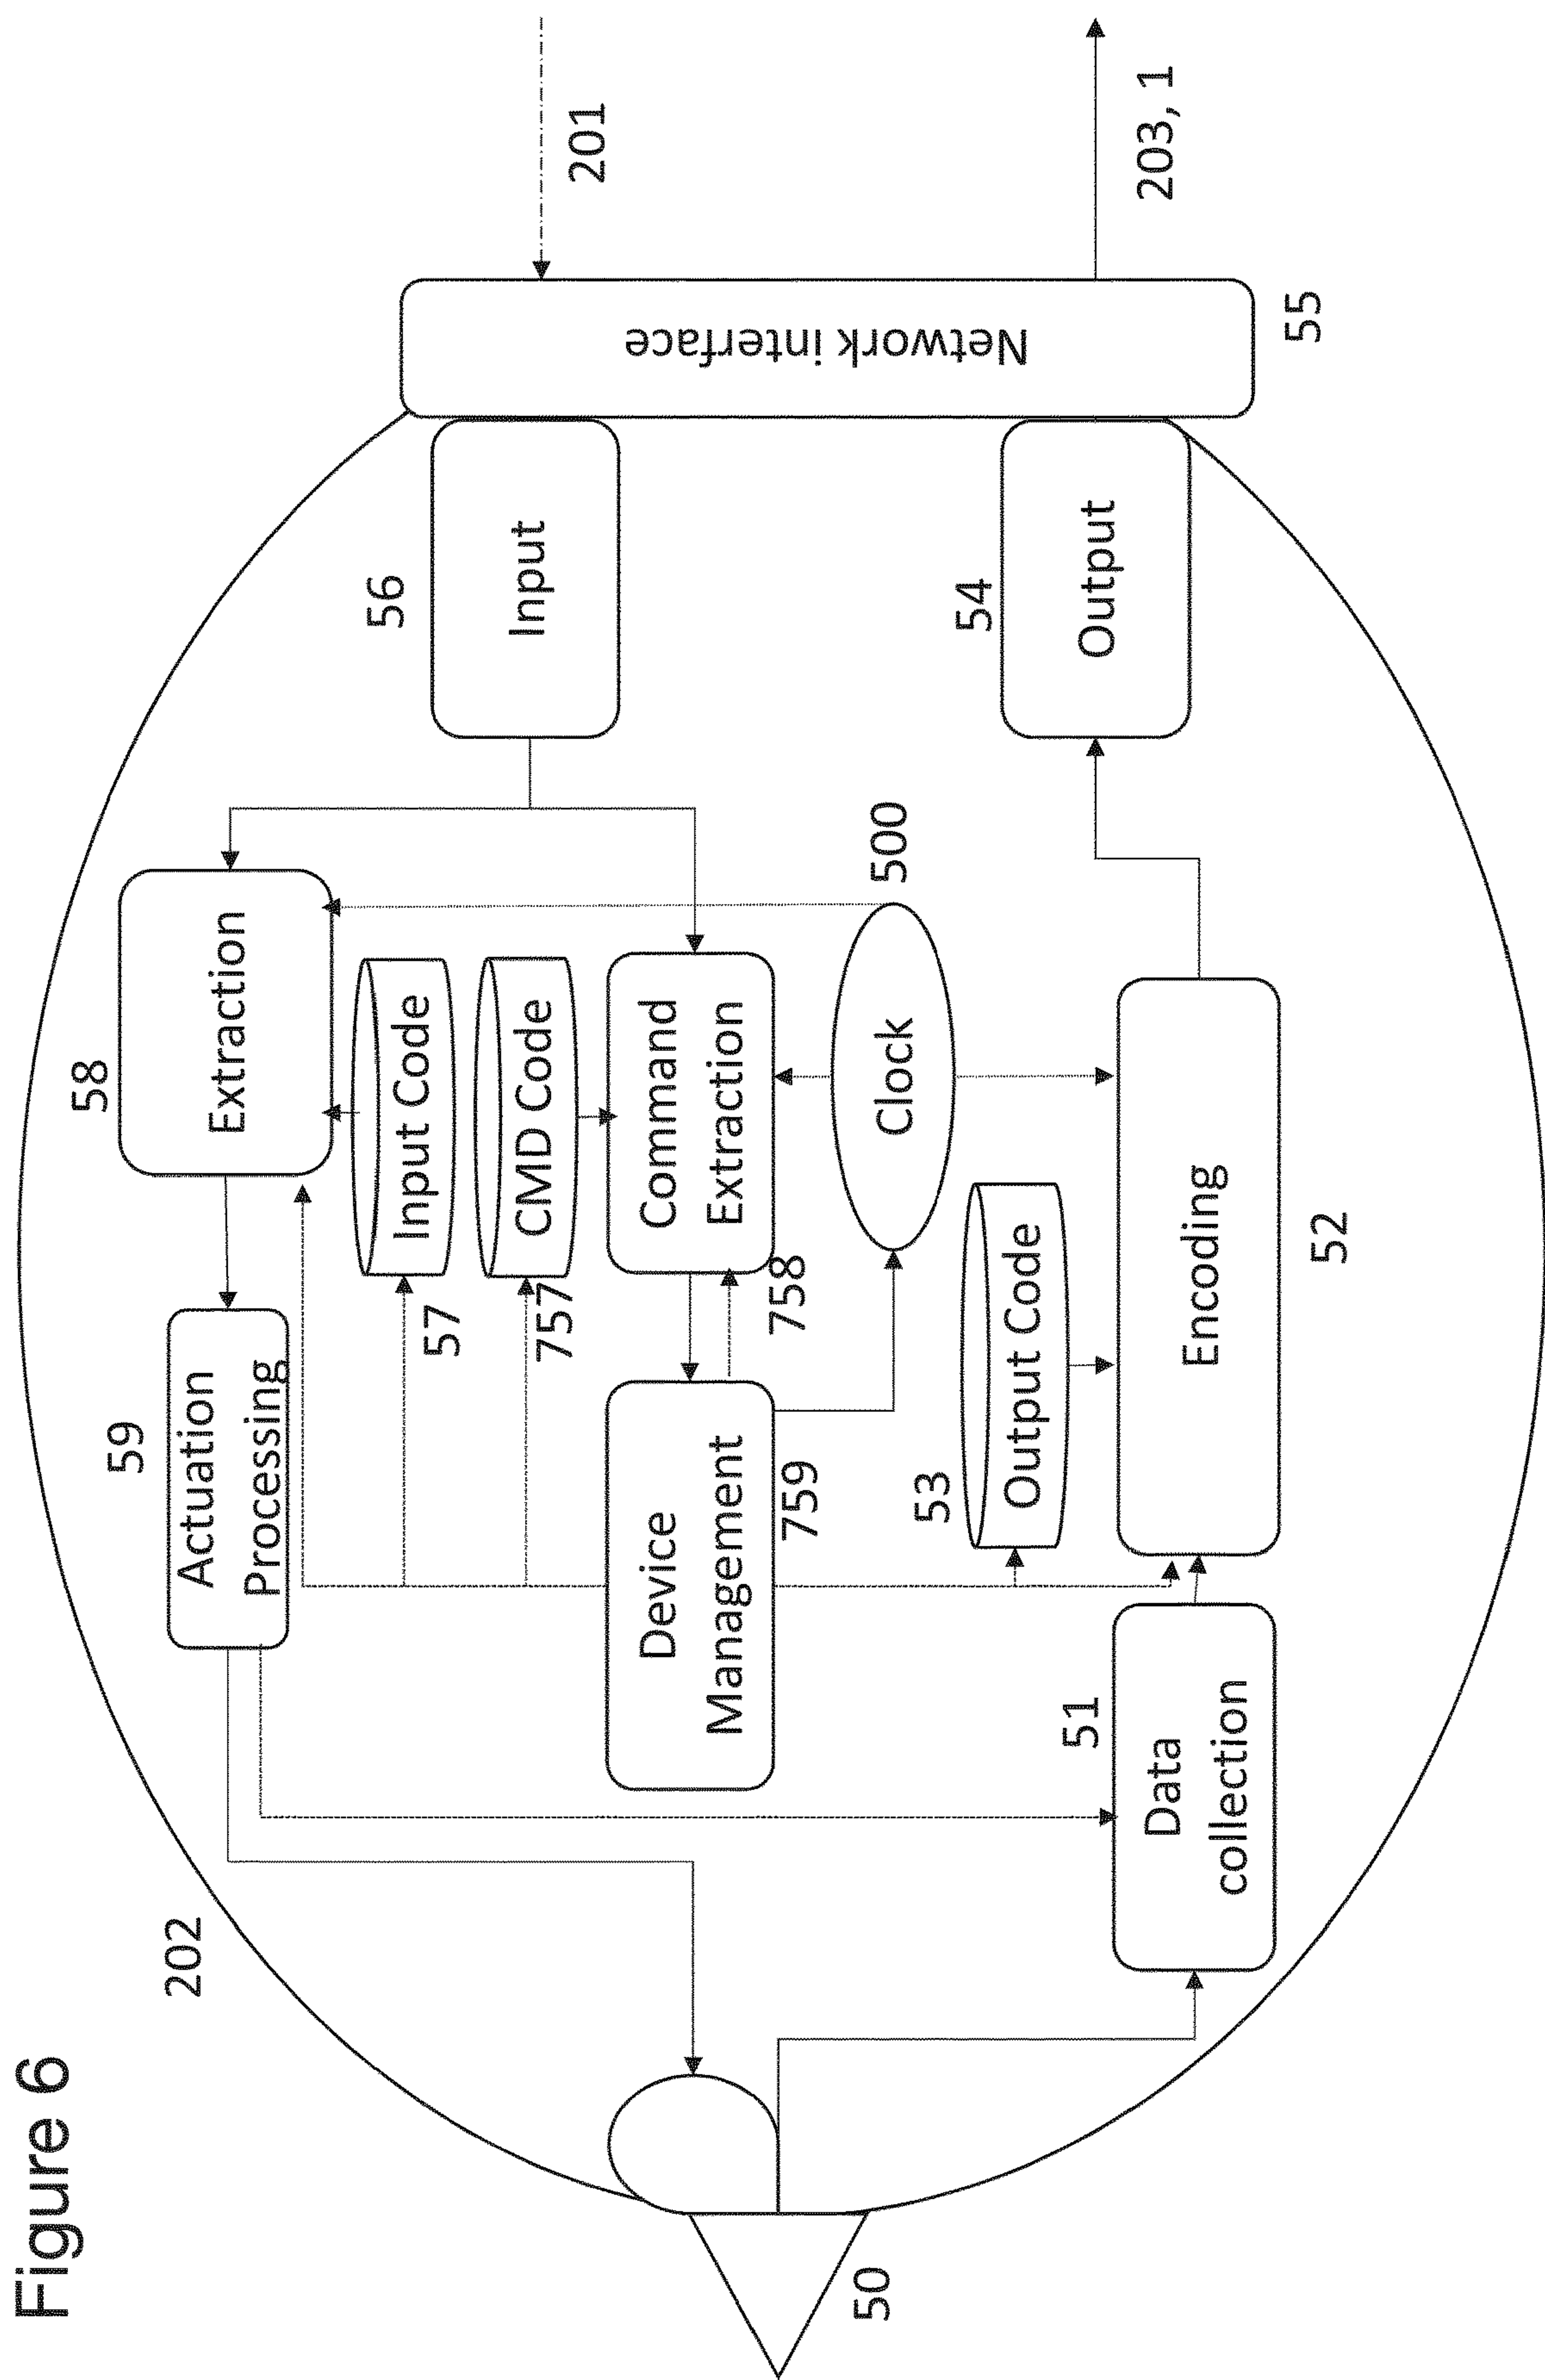 Figure 6
202
59
Actuation
Processing
58
Extraction
57
Input Code
757
CMD Code
56
Input
201
Device
Management
759
Command
Extraction
758
Clock
500
Network interface
55
50
53
Output Code
54
Output
203, 1
51
Data
collection
Encoding
52